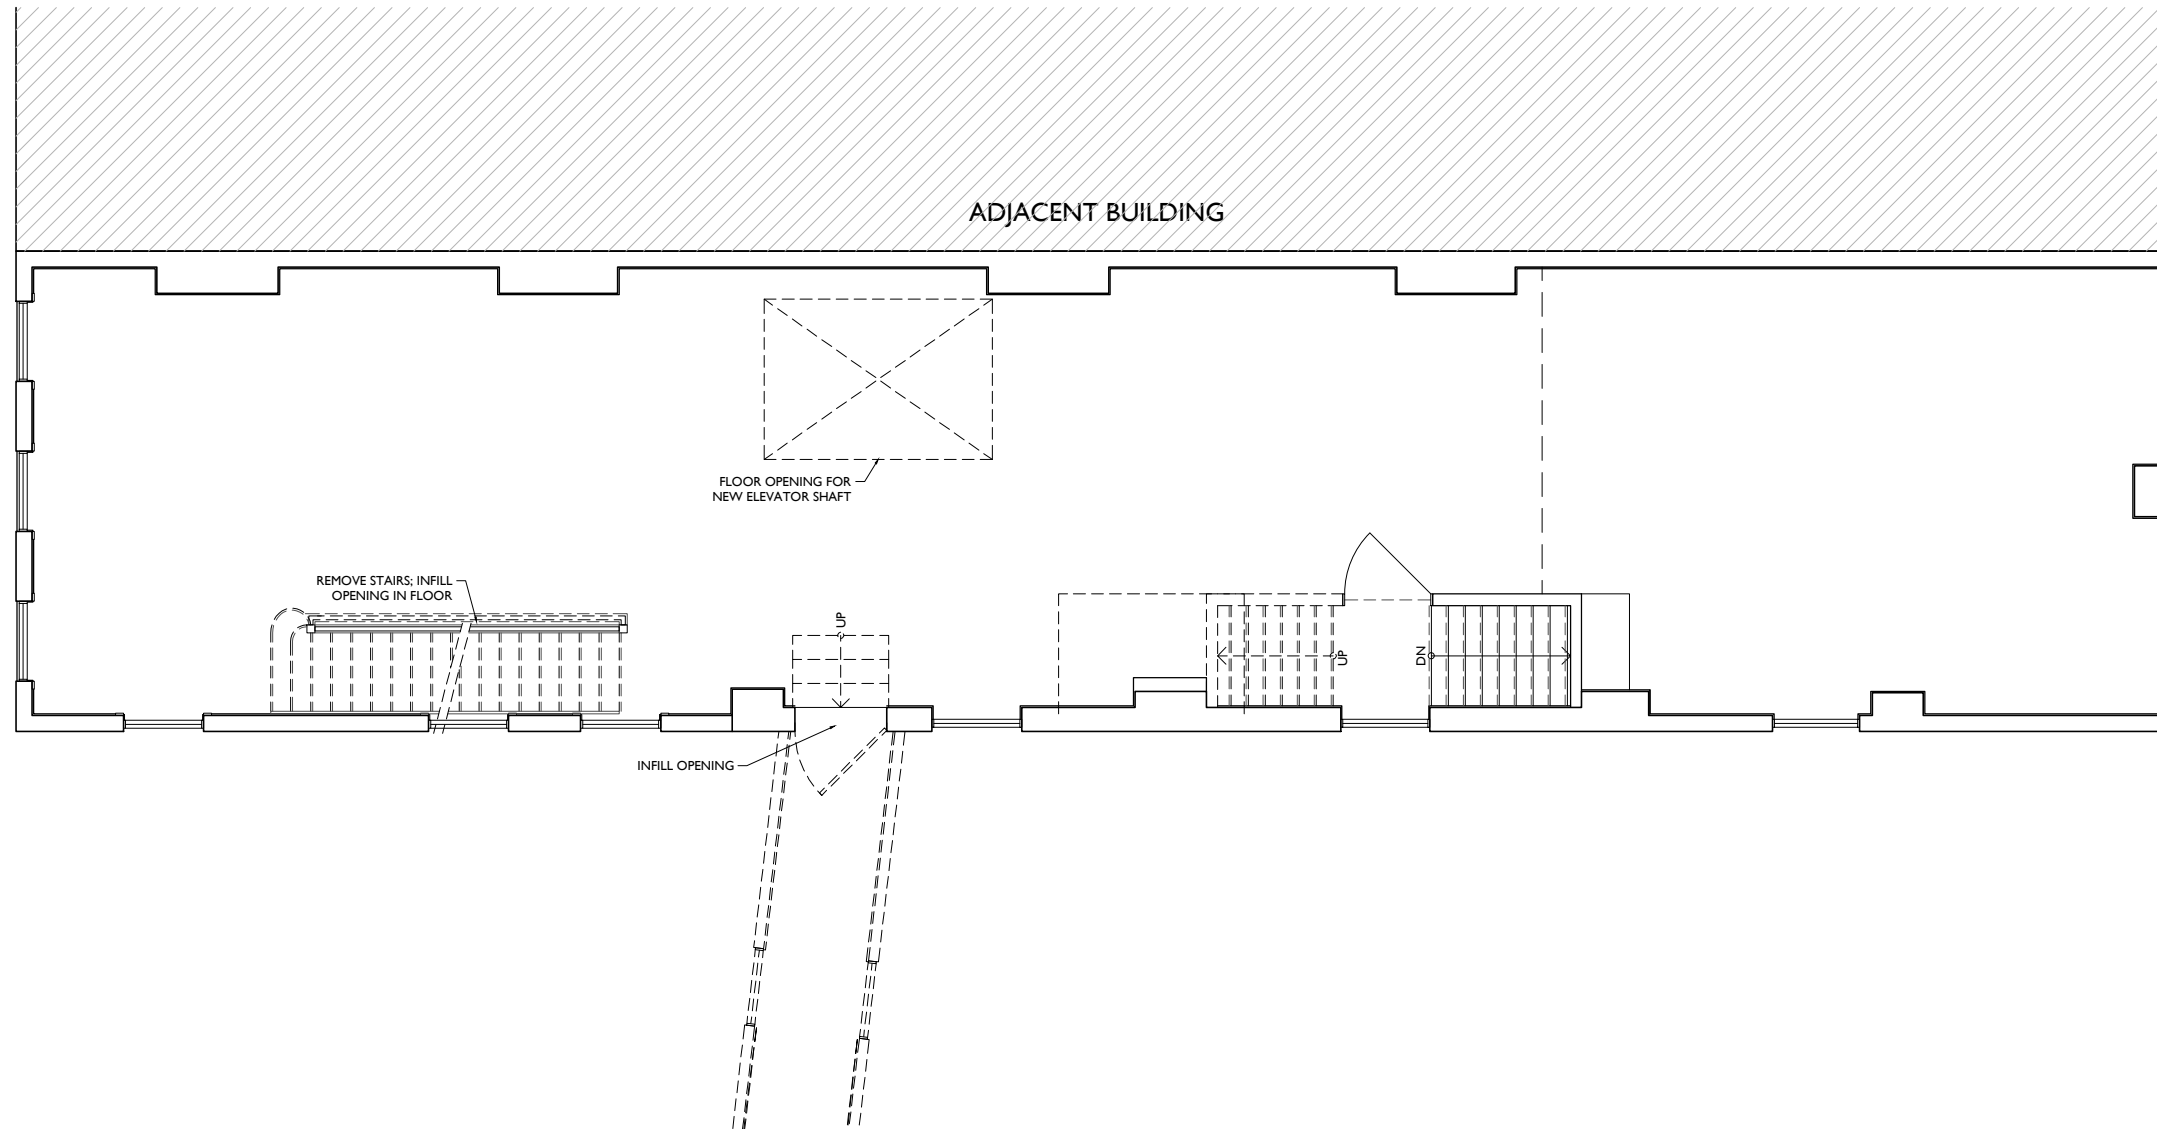 ADJACENT BUILDING
FLOOR OPENING FOR
NEW ELEVATOR SHAFT
REMOVE STAIRS; INFILL
OPENING IN FLOOR
UP
UP
DN
INFILL OPENING